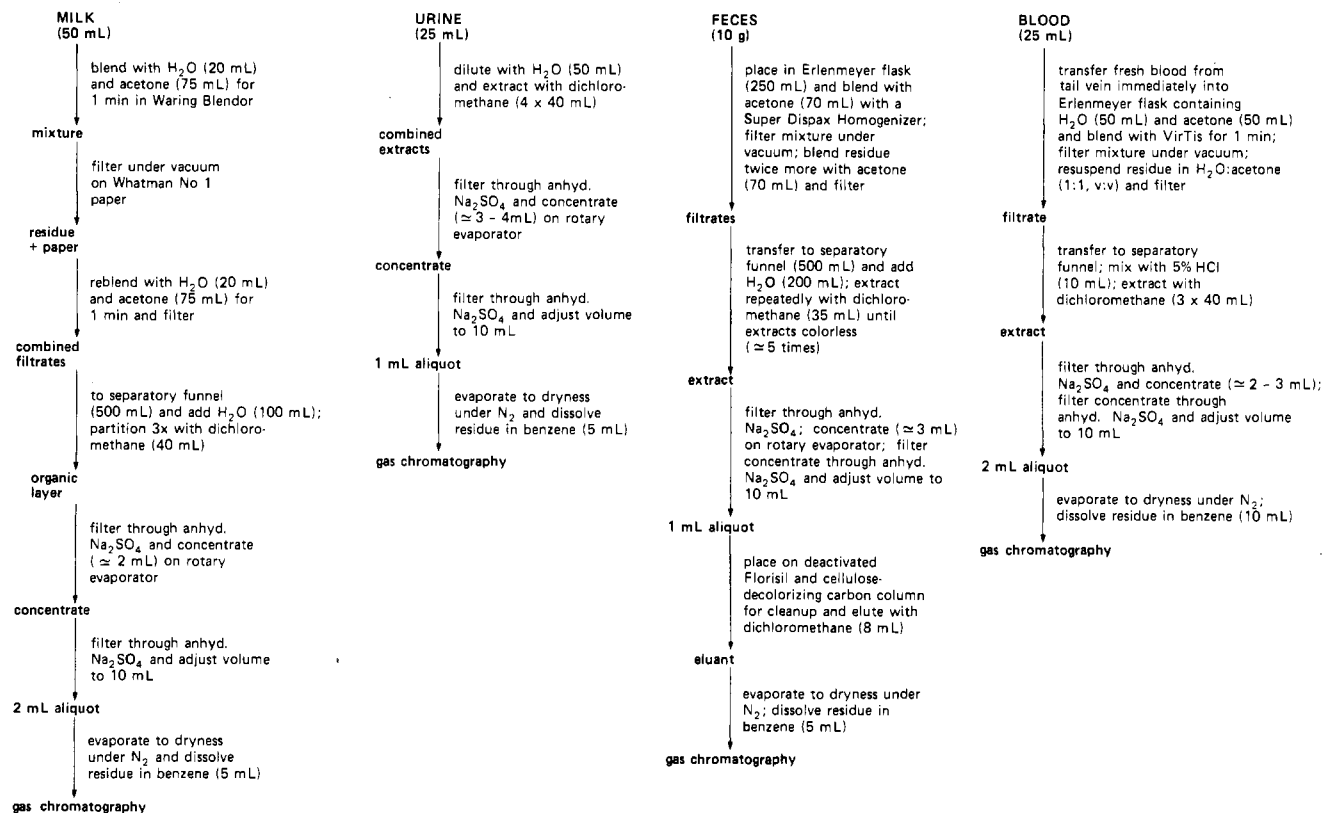 MILK
(50 mL)
blend with H₂O (20 mL)
and acetone (75 mL) for
1 min in Waring Blendor
mixture
filter under vacuum
on Whatman No 1
paper
residue
+ paper
reblend with H₂O (20 mL)
and acetone (75 mL) for
1 min and filter
combined
filtrates
to separatory funnel
(500 mL) and add H₂O (100 mL);
partition 3x with dichloro-
methane (40 mL)
organic
layer
filter through anhyd.
Na₂SO₄ and concentrate
(≃ 2 mL) on rotary
evaporator
concentrate
filter through anhyd.
Na₂SO₄ and adjust volume
to 10 mL
2 mL aliquot
evaporate to dryness
under N₂ and dissolve
residue in benzene (5 mL)
gas chromatography
URINE
(25 mL)
dilute with H₂O (50 mL)
and extract with dichloro-
methane (4 x 40 mL)
combined
extracts
filter through anhyd.
Na₂SO₄ and concentrate
(≃ 3 - 4mL) on rotary
evaporator
concentrate
filter through anhyd.
Na₂SO₄ and adjust volume
to 10 mL
1 mL aliquot
evaporate to dryness
under N₂ and dissolve
residue in benzene (5 mL)
gas chromatography
FECES
(10 g)
place in Erlenmeyer flask
(250 mL) and blend with
acetone (70 mL) with a
Super Dispax Homogenizer;
filter mixture under
vacuum; blend residue
twice more with acetone
(70 mL) and filter
filtrates
transfer to separatory
funnel (500 mL) and add
H₂O (200 mL); extract
repeatedly with dichloro-
methane (35 mL) until
extracts colorless
(≃ 5 times)
extract
filter through anhyd.
Na₂SO₄; concentrate (≃ 3 mL)
on rotary evaporator; filter
concentrate through anhyd.
Na₂SO₄ and adjust volume to
10 mL
1 mL aliquot
place on deactivated
Florisil and cellulose-
decolorizing carbon column
for cleanup and elute with
dichloromethane (8 mL)
eluant
evaporate to dryness under
N₂; dissolve residue in
benzene (5 mL)
gas chromatography
BLOOD
(25 mL)
transfer fresh blood from
tail vein immediately into
Erlenmeyer flask containing
H₂O (50 mL) and acetone (50 mL)
and blend with VirTis for 1 min;
filter mixture under vacuum;
resuspend residue in H₂O:acetone
(1:1, v:v) and filter
filtrate
transfer to separatory
funnel; mix with 5% HCl
(10 mL); extract with
dichloromethane (3 x 40 mL)
extract
filter through anhyd.
Na₂SO₄ and concentrate (≃ 2 - 3 mL);
filter concentrate through
anhyd. Na₂SO₄ and adjust volume
to 10 mL
2 mL aliquot
evaporate to dryness under N₂;
dissolve residue in benzene (10 mL)
gas chromatography